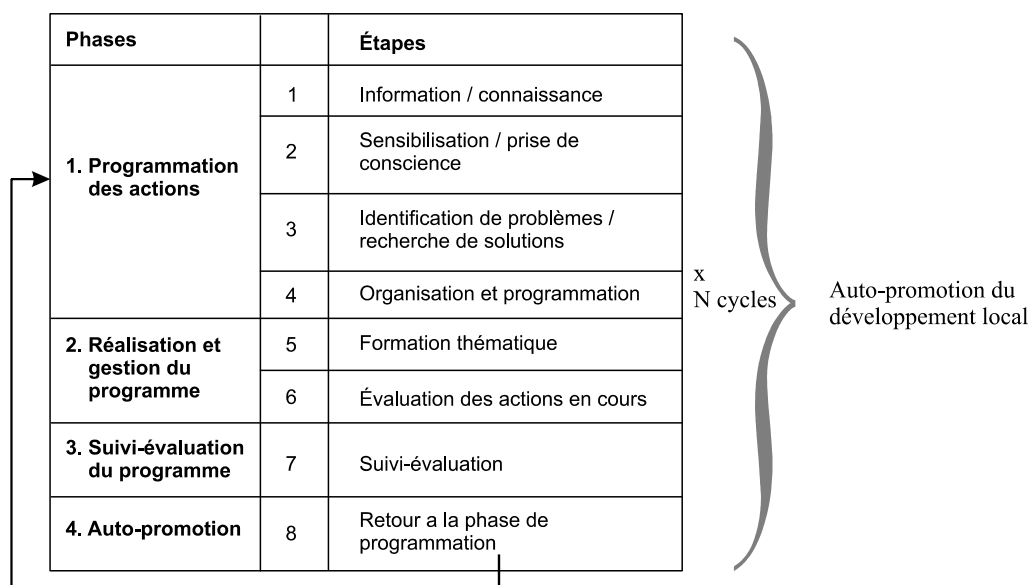 Phases
Étapes
1. Programmation
des actions
1
Information / connaissance
2
Sensibilisation / prise de
conscience
3
Identification de problèmes /
recherche de solutions
4
Organisation et programmation
2. Réalisation et
gestion du
programme
5
Formation thématique
6
Évaluation des actions en cours
3. Suivi-évaluation
du programme
7
Suivi-évaluation
4. Auto-promotion
8
Retour a la phase de
programmation
x
N cycles
Auto-promotion du
développement local